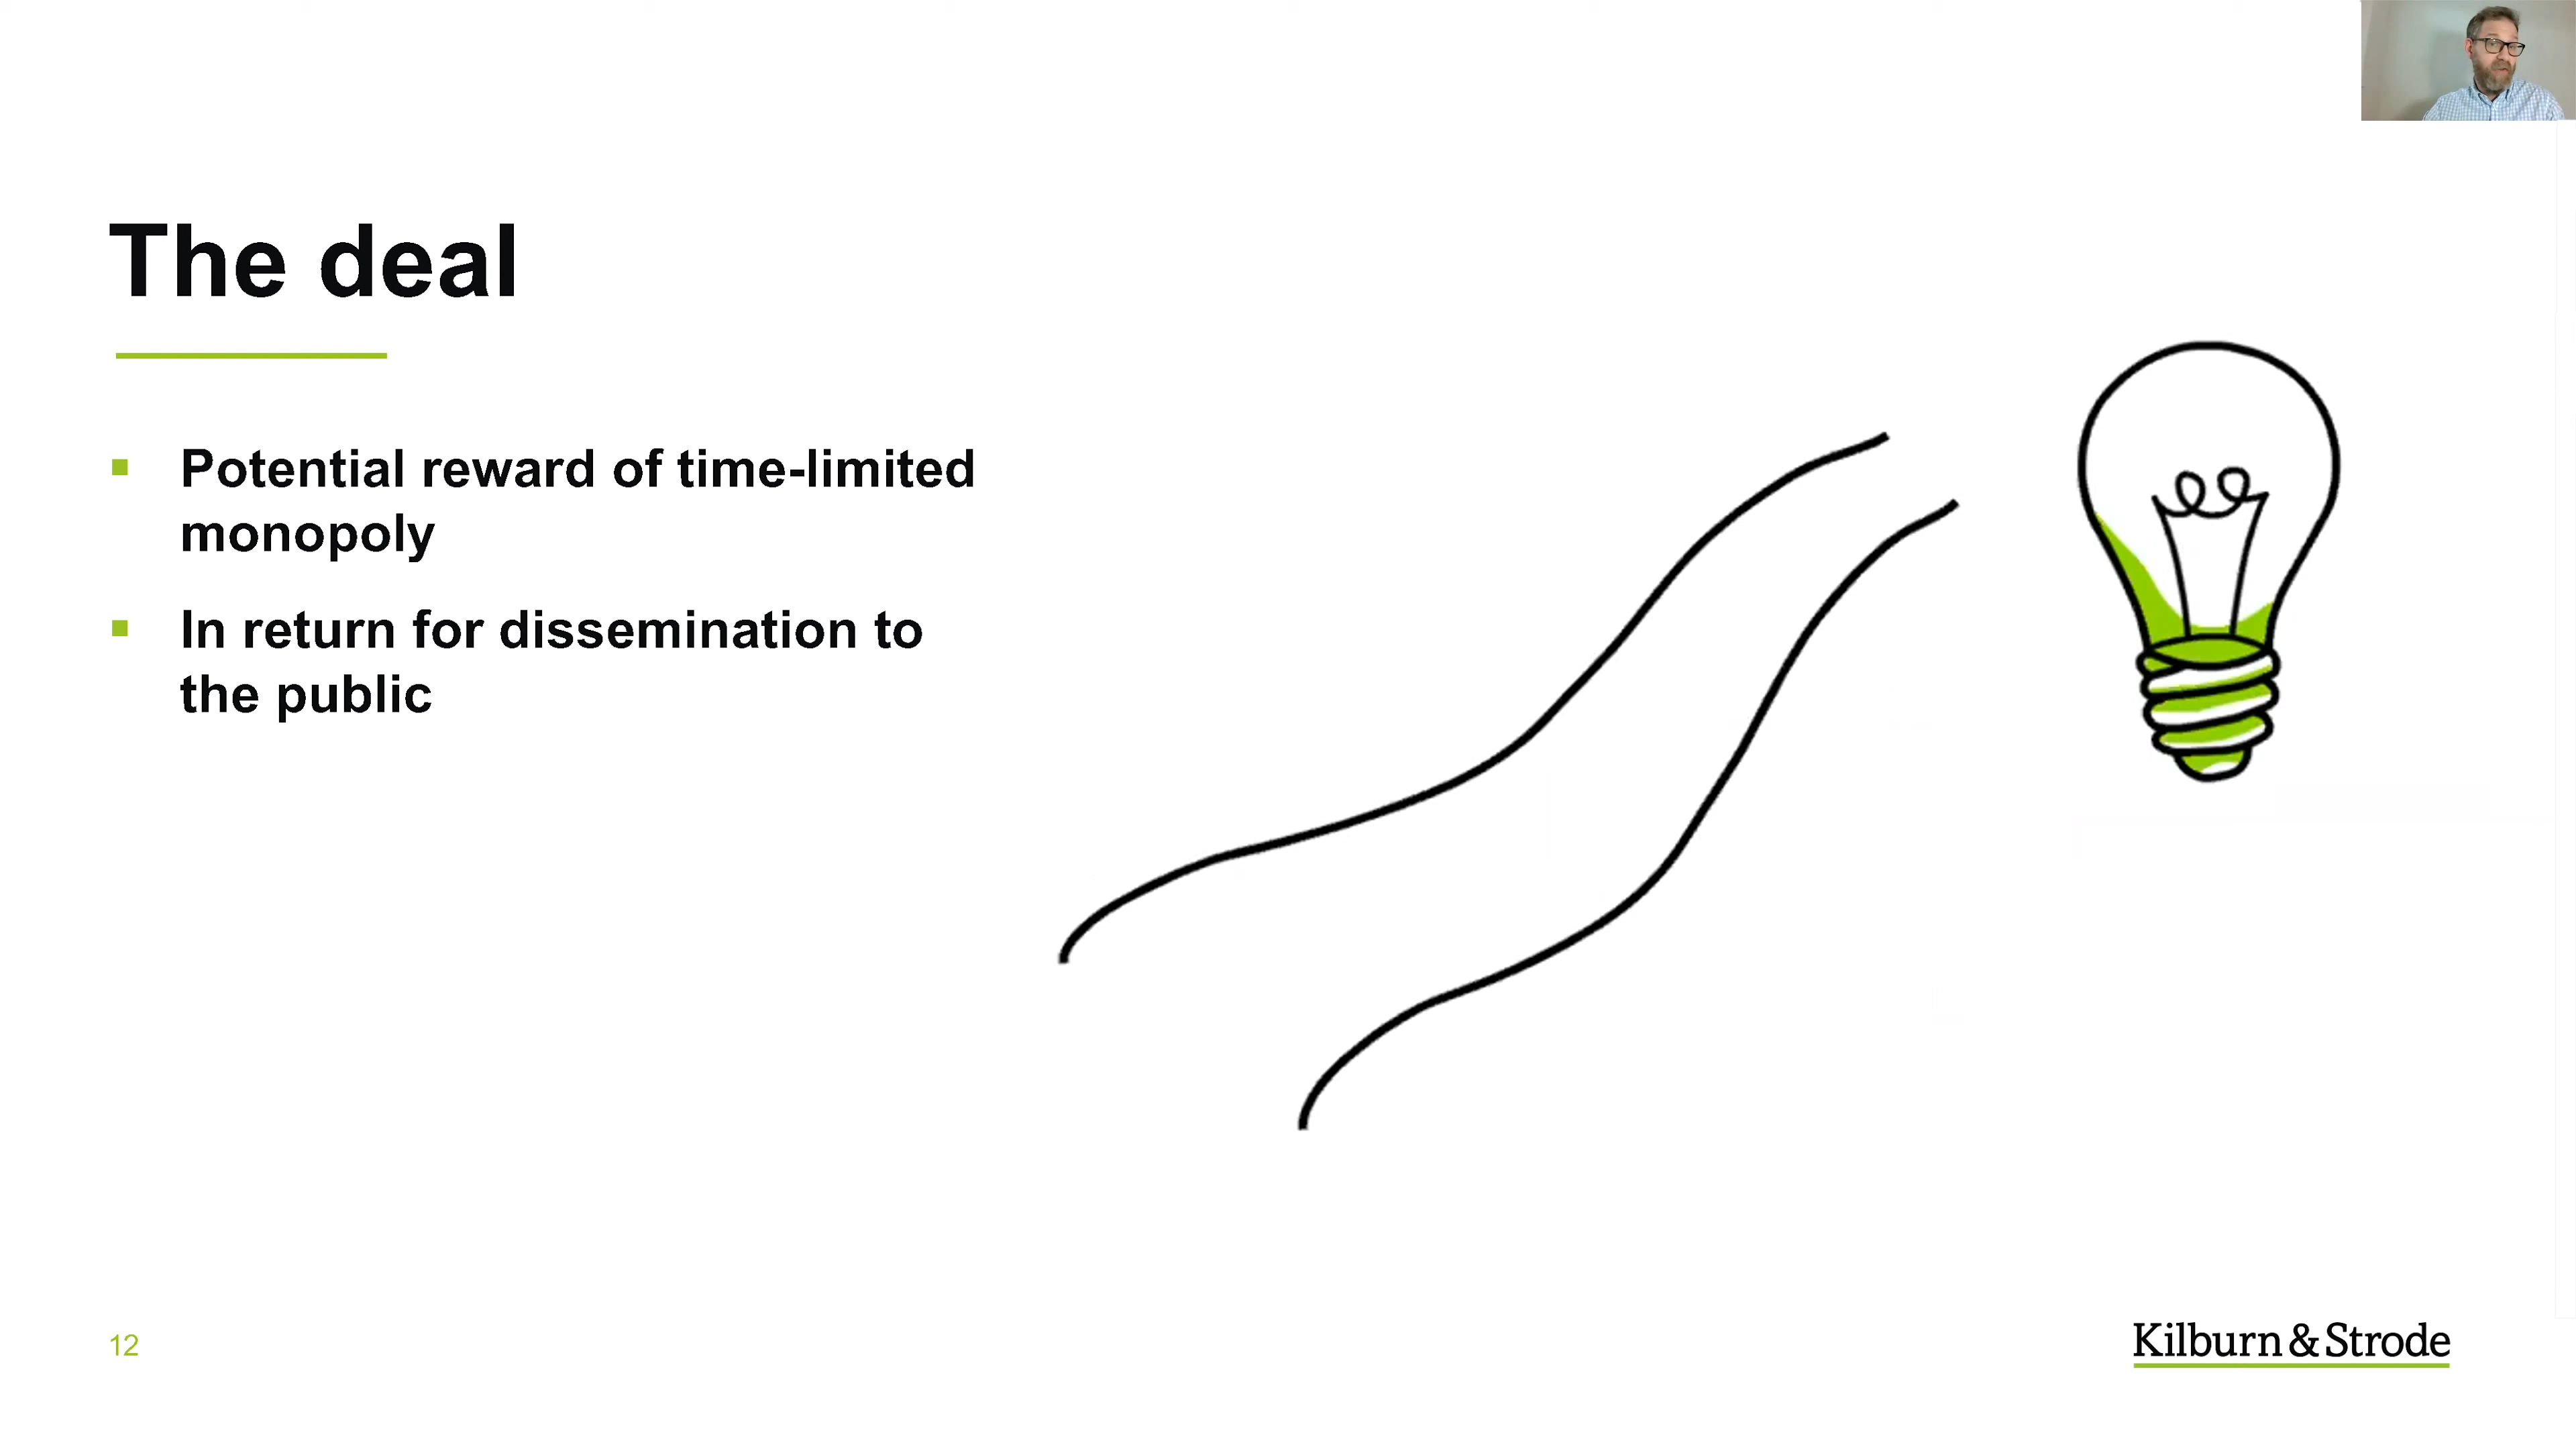 The deal
▪ Potential reward of time-limited
monopoly
▪ In return for dissemination to
the public
12
Kilburn & Strode